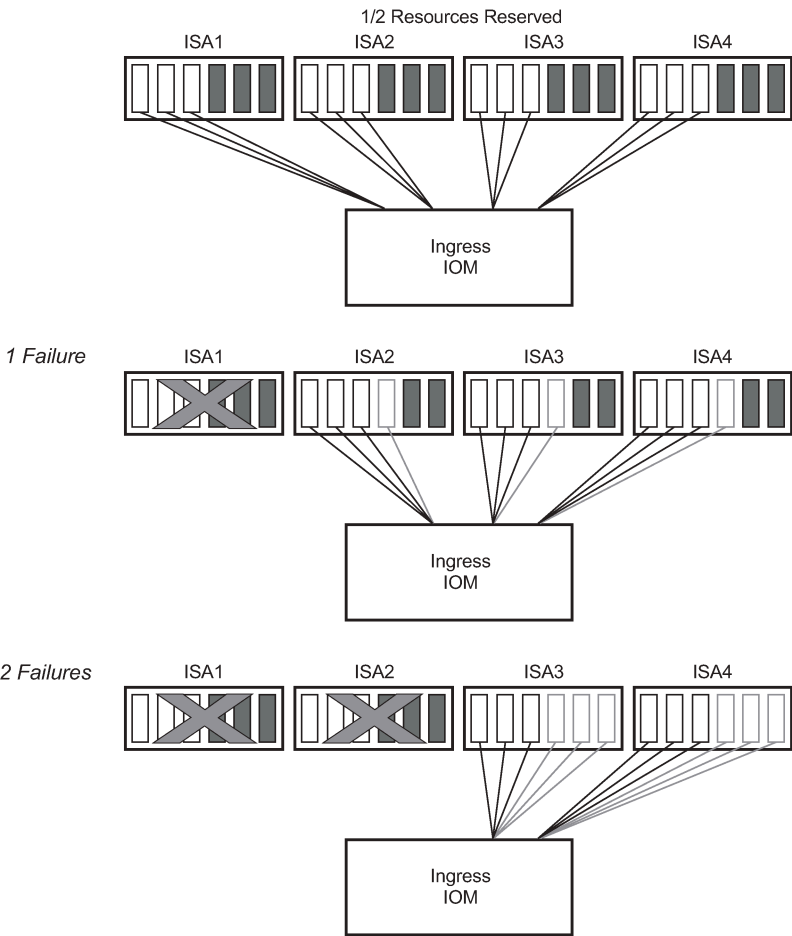 1/2 Resources Reserved
ISA1 ISA2 ISA3 ISA4
Ingress
IOM
1 Failure
ISA1 ISA2 ISA3 ISA4
Ingress
IOM
2 Failures
ISA1 ISA2 ISA3 ISA4
Ingress
IOM